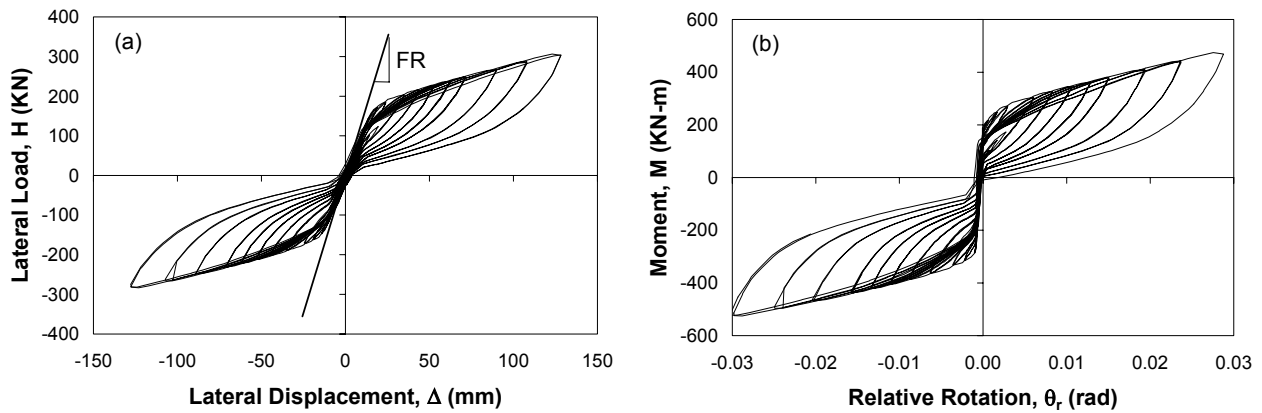 (a)
FR
400
300
200
100
0
-100
-200
-300
-400
-150 -100 -50 0 50 100 150
Lateral Load, H (KN)
Lateral Displacement, Δ (mm)
(b)
600
400
200
0
-200
-400
-600
-0.03 -0.02 -0.01 0.00 0.01 0.02 0.03
Moment, M (KN-m)
Relative Rotation, θr (rad)